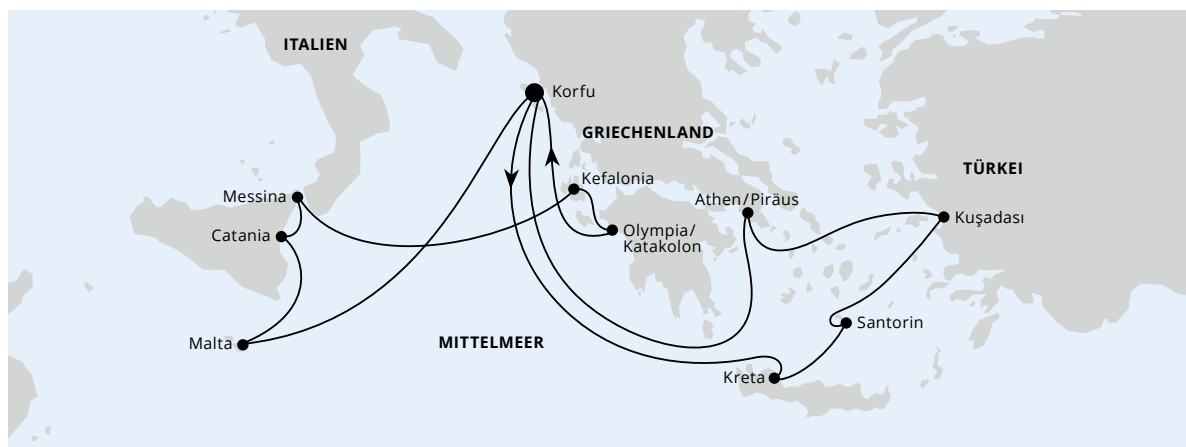 ITALIEN
Korfu
GRIECHENLAND
TÜRKEI
Kefalonia
Messina
Athen/Piräus
Kuşadası
Catania
Olympia/
Katakolon
Santorin
Malta
MITTELMEER
Kreta